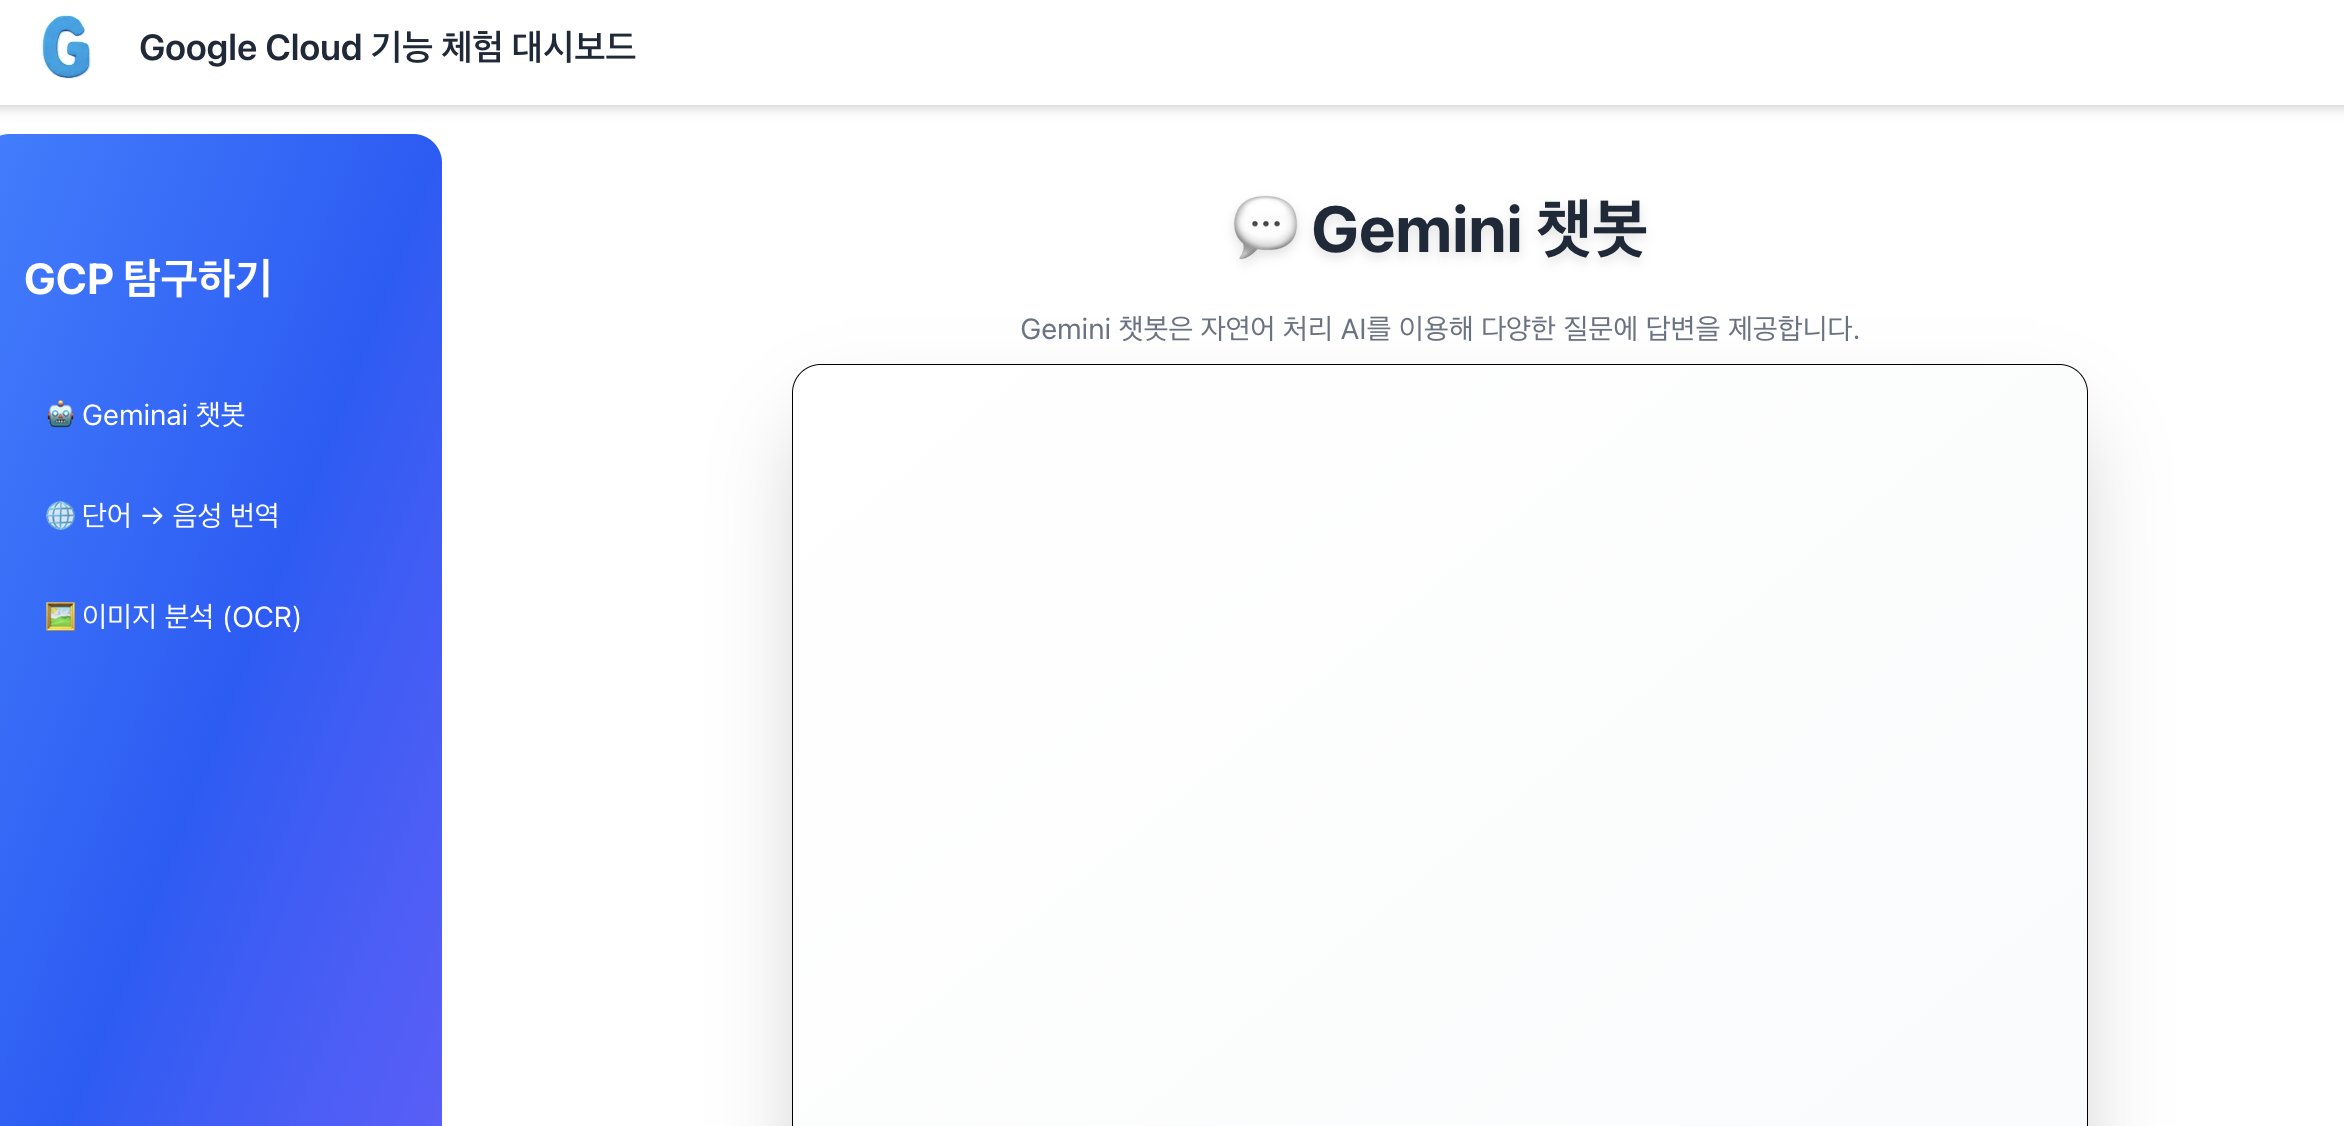 G
Google Cloud 기능 체험 대시보드
GCP 탐구하기
🤖 Geminai 챗봇
🌐 단어 → 음성 번역
🖼️ 이미지 분석 (OCR)
💬 Gemini 챗봇
Gemini 챗봇은 자연어 처리 AI를 이용해 다양한 질문에 답변을 제공합니다.